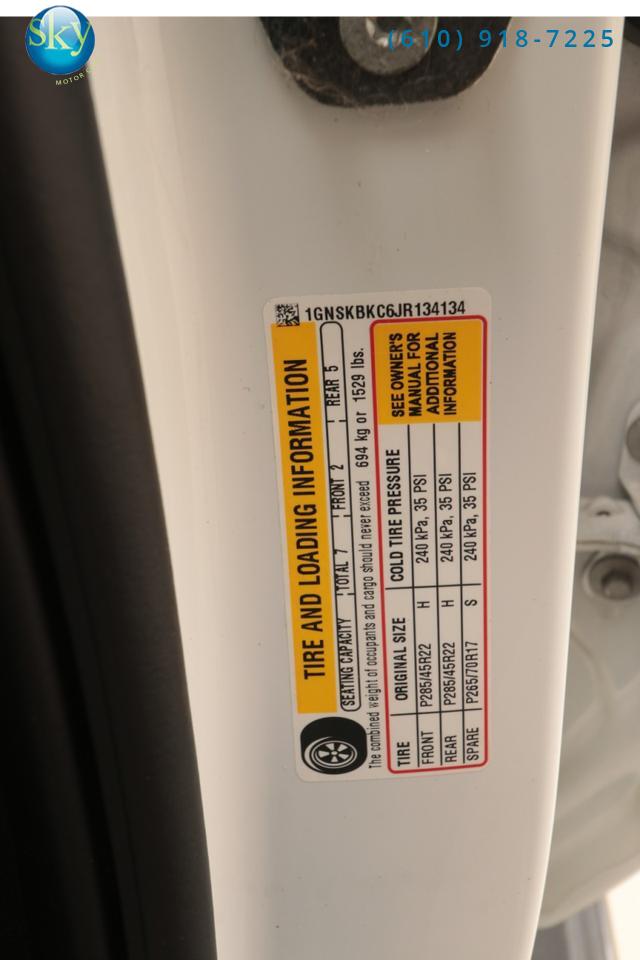 Sky
MOTOR
(610) 918-7225
1GNSKBKC6JR134134
TIRE AND LOADING INFORMATION
SEATING CAPACITY TOTAL 7 FRONT 2 REAR 5
The combined weight of occupants and cargo should never exceed 694 kg or 1529 lbs.
TIRE ORIGINAL SIZE COLD TIRE PRESSURE
FRONT P285/45R22 H 240 kPa, 35 PSI
REAR P285/45R22 H 240 kPa, 35 PSI
SPARE P265/70R17 S 240 kPa, 35 PSI
SEE OWNER'S
MANUAL FOR
ADDITIONAL
INFORMATION